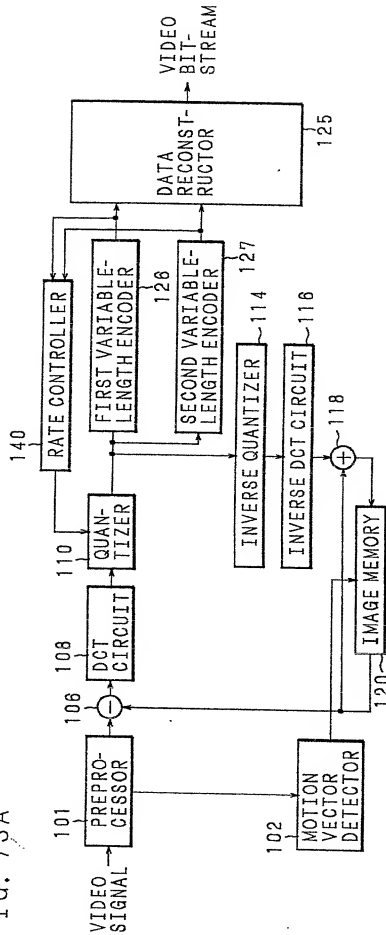 FIG. 73A
VIDEO
SIGNAL
101
PREPRO-
CESSOR
106
108
DCT
CIRCUIT
110
QUAN-
TIZER
140
RATE CONTROLLER
FIRST VARIABLE-
LENGTH ENCODER
126
SECOND VARIABLE-
LENGTH ENCODER
127
DATA
RECONST-
RUCTOR
125
VIDEO
BIT-
STREAM
INVERSE QUANTIZER
114
INVERSE DCT CIRCUIT
116
118
102
MOTION
VECTOR
DETECTOR
IMAGE MEMORY
120